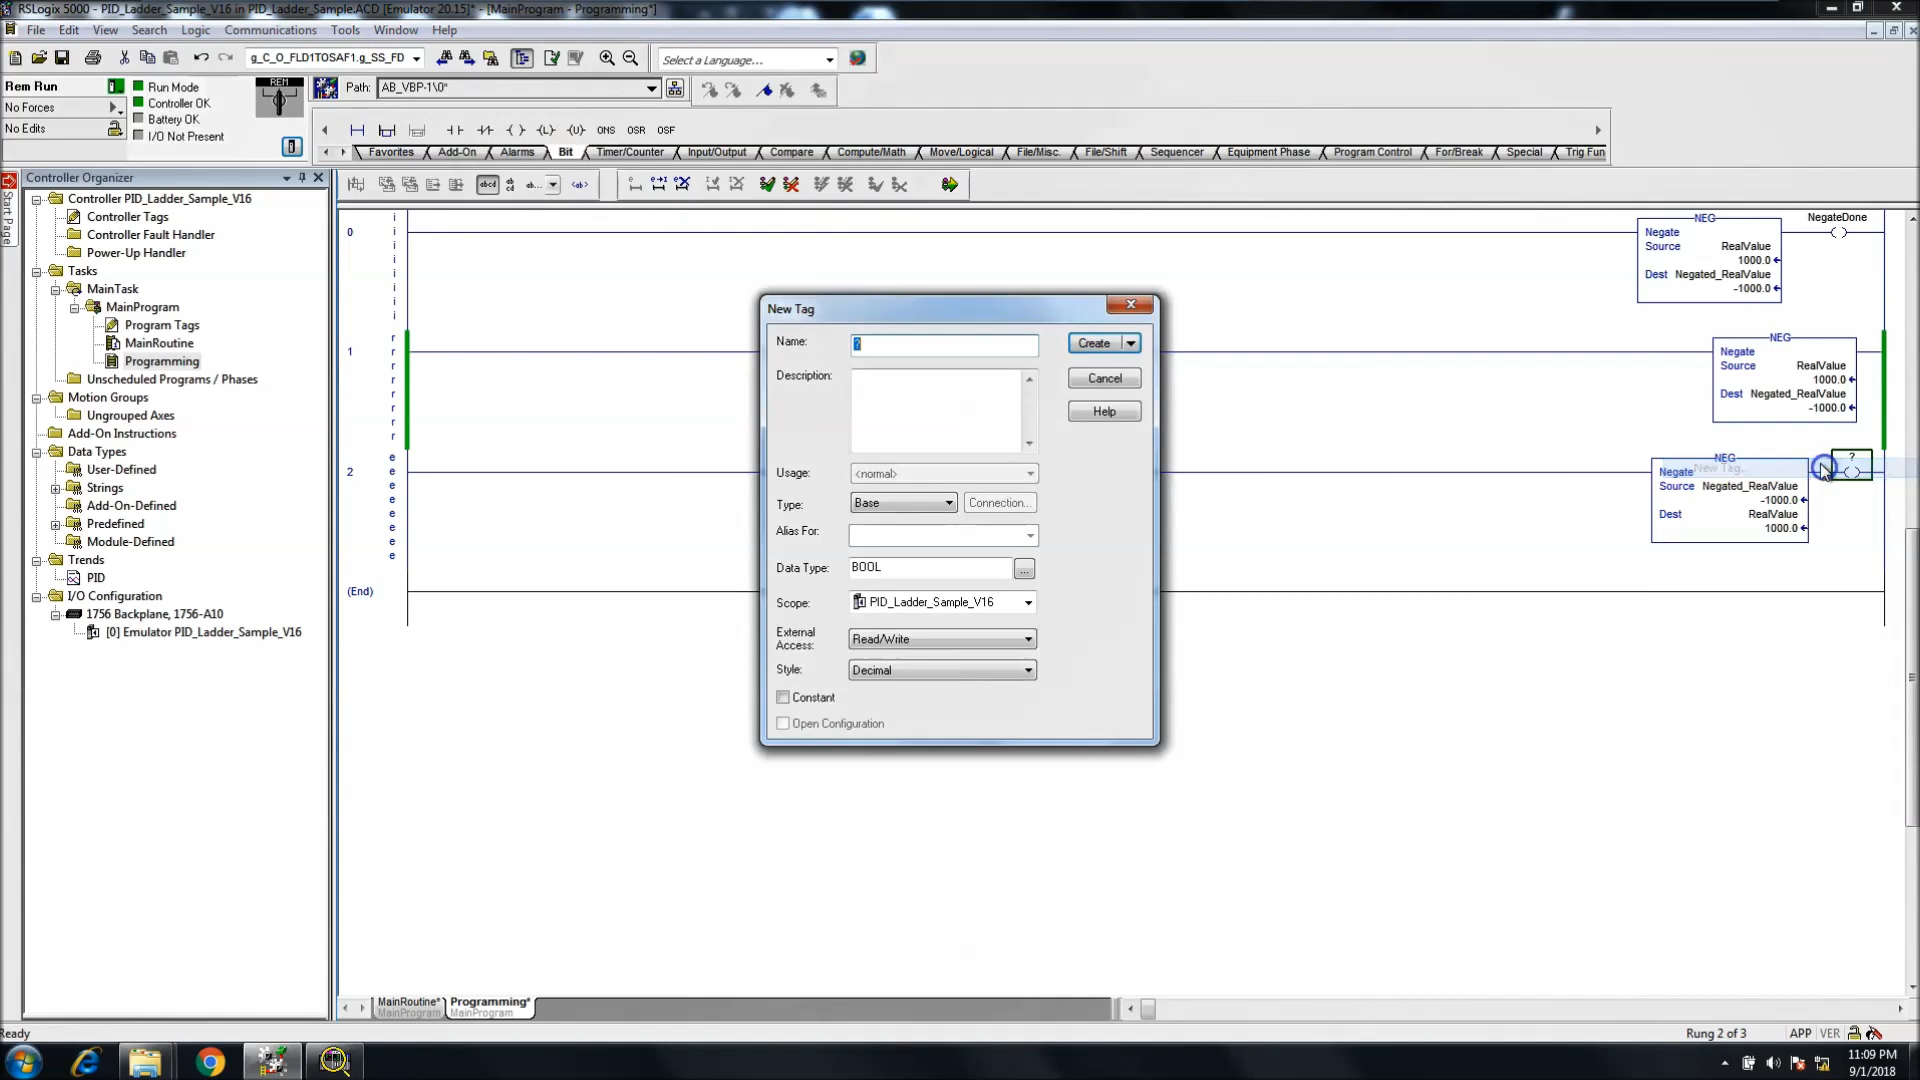 RSLogix 5000 - PID_Ladder_Sample_V16 in PID_Ladder_Sample.ACD [Emulator 20.15]* - [MainProgram - Programming*]
File Edit View Search Logic Communications Tools Window Help
g_C_O_FLD1TOSAF1.g_SS_FD
Select a Language...
Rem Run
Run Mode
REM
Path: AB_VBP-1\0*
No Forces
Controller OK
Battery OK
No Edits
I/O Not Present
ONS OSR OSF
Favorites Add-On Alarms Bit Timer/Counter Input/Output Compare Compute/Math Move/Logical File/Misc. File/Shift Sequencer Equipment Phase Program Control For/Break Special Trig Fun
Start Page
Controller Organizer
Controller PID_Ladder_Sample_V16
Controller Tags
Controller Fault Handler
Power-Up Handler
Tasks
MainTask
MainProgram
Program Tags
MainRoutine
Programming
Unscheduled Programs / Phases
Motion Groups
Ungrouped Axes
Add-On Instructions
Data Types
User-Defined
Strings
Add-On-Defined
Predefined
Module-Defined
Trends
PID
I/O Configuration
1756 Backplane, 1756-A10
[0] Emulator PID_Ladder_Sample_V16
0
i
i
i
i
i
i
i
NEG
Negate
Source RealValue
1000.0
Dest Negated_RealValue
-1000.0
NegateDone
1
r
r
r
r
r
r
r
r
NEG
Negate
Source RealValue
1000.0
Dest Negated_RealValue
-1000.0
2
e
e
e
e
e
e
e
e
NEG
Negate
New Tag...
Source Negated_RealValue
-1000.0
Dest RealValue
1000.0
?
(End)
New Tag
Name: ?
Create
Description:
Cancel
Help
Usage: <normal>
Type: Base
Connection...
Alias For:
Data Type: BOOL
...
Scope: PID_Ladder_Sample_V16
External Access: Read/Write
Style: Decimal
Constant
Open Configuration
MainRoutine*
MainProgram
Programming*
MainProgram
Ready
Rung 2 of 3
APP
VER
11:09 PM
9/1/2018